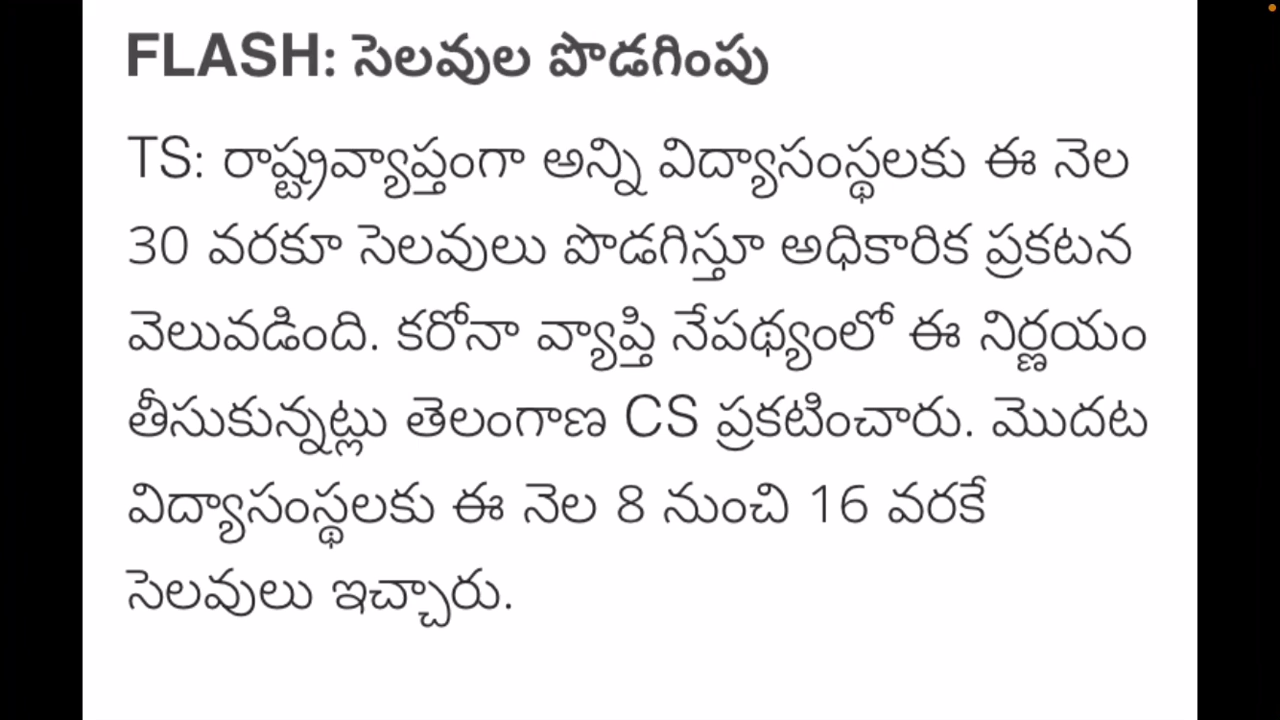 FLASH: సెలవుల పొడగింపు
TS: రాష్ట్రవ్యాప్తంగా అన్ని విద్యాసంస్థలకు ఈ నెల
30 వరకూ సెలవులు పొడగిస్తూ అధికారిక ప్రకటన
వెలువడింది. కరోనా వ్యాప్తి నేపథ్యంలో ఈ నిర్ణయం
తీసుకున్నట్లు తెలంగాణ CS ప్రకటించారు. మొదట
విద్యాసంస్థలకు ఈ నెల 8 నుంచి 16 వరకే
సెలవులు ఇచ్చారు.